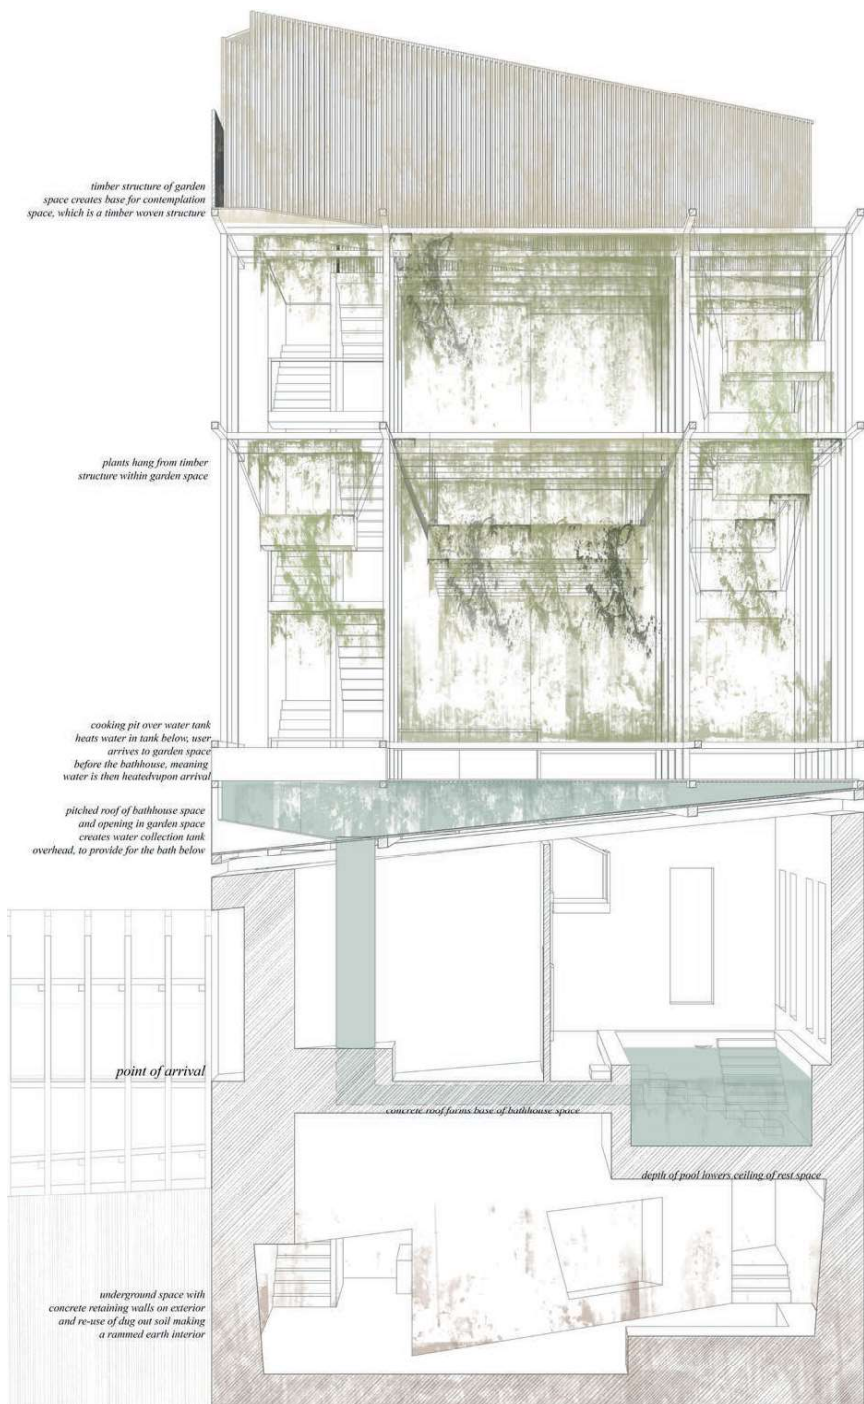 timber structure of garden
space creates base for contemplation
space, which is a timber woven structure
plants hang from timber
structure within garden space
cooking pit over water tank
heats water in tank below, user
arrives to garden space
before the bathhouse, meaning
water is then heatedvupon arrival
pitched roof of bathhouse space
and opening in garden space
creates water collection tank
overhead, to provide for the bath below
point of arrival
concrete roof forms base of bathhouse space
depth of pool lowers ceiling of rest space
underground space with
concrete retaining walls on exterior
and re-use of dug out soil making
a rammed earth interior